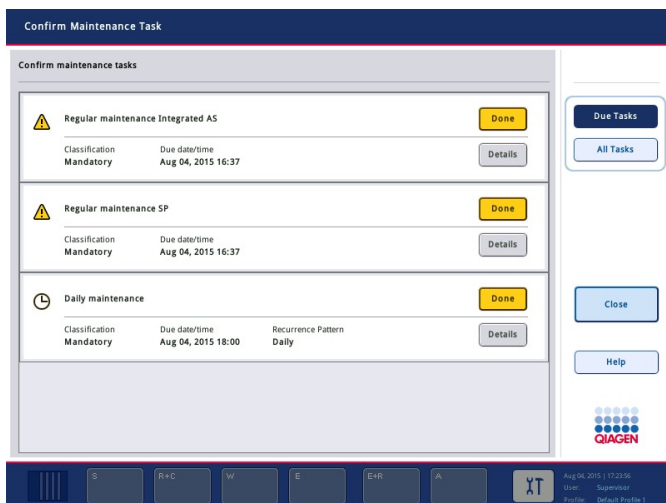 Confirm Maintenance Task
Confirm maintenance tasks
Regular maintenance Integrated AS
Done
Classification Due date/time
Mandatory Aug 04, 2015 16:37
Details
Regular maintenance SP
Done
Classification Due date/time
Mandatory Aug 04, 2015 16:37
Details
Daily maintenance
Done
Classification Due date/time Recurrence Pattern
Mandatory Aug 04, 2015 18:00 Daily
Details
Due Tasks
All Tasks
Close
Help
QIAGEN
S R+C W E E+R A
Aug 04, 2015 | 17:23:56
User: Supervisor
Profile: Default Profile 1